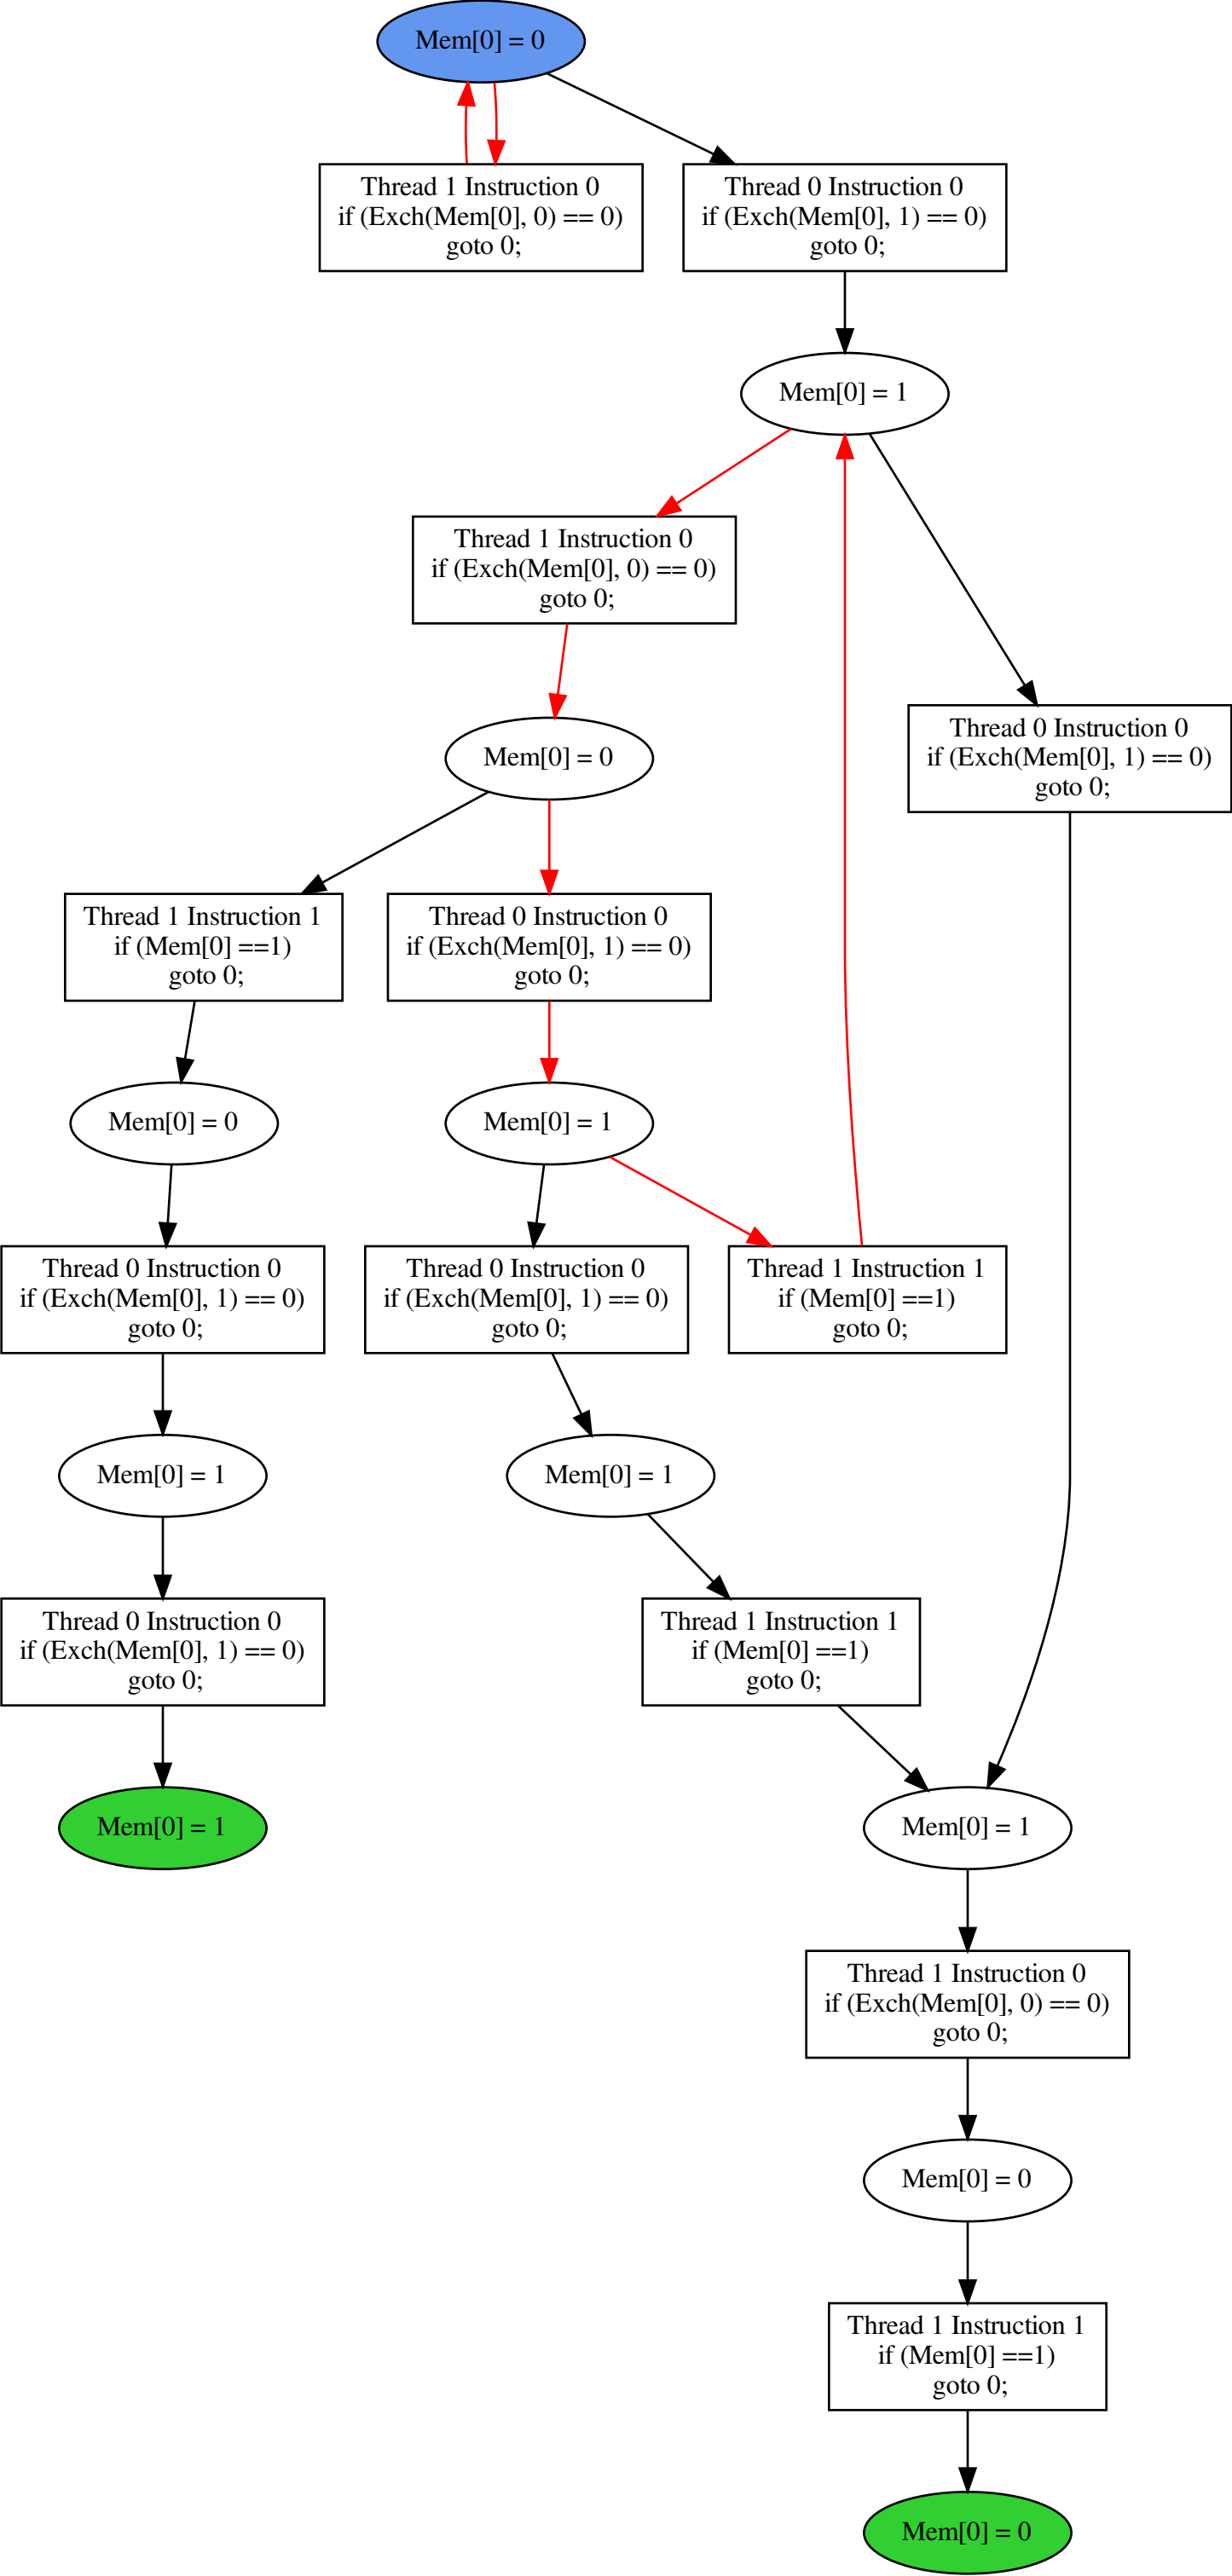 Mem[0] = 0
Thread 1 Instruction 0
if (Exch(Mem[0], 0) == 0)
goto 0;
Thread 0 Instruction 0
if (Exch(Mem[0], 1) == 0)
goto 0;
Mem[0] = 1
Thread 1 Instruction 0
if (Exch(Mem[0], 0) == 0)
goto 0;
Thread 0 Instruction 0
if (Exch(Mem[0], 1) == 0)
goto 0;
Mem[0] = 0
Thread 1 Instruction 1
if (Mem[0] ==1)
goto 0;
Thread 0 Instruction 0
if (Exch(Mem[0], 1) == 0)
goto 0;
Mem[0] = 0
Mem[0] = 1
Thread 0 Instruction 0
if (Exch(Mem[0], 1) == 0)
goto 0;
Thread 0 Instruction 0
if (Exch(Mem[0], 1) == 0)
goto 0;
Thread 1 Instruction 1
if (Mem[0] ==1)
goto 0;
Mem[0] = 1
Mem[0] = 1
Thread 0 Instruction 0
if (Exch(Mem[0], 1) == 0)
goto 0;
Thread 1 Instruction 1
if (Mem[0] ==1)
goto 0;
Mem[0] = 1
Mem[0] = 1
Thread 1 Instruction 0
if (Exch(Mem[0], 0) == 0)
goto 0;
Mem[0] = 0
Thread 1 Instruction 1
if (Mem[0] ==1)
goto 0;
Mem[0] = 0